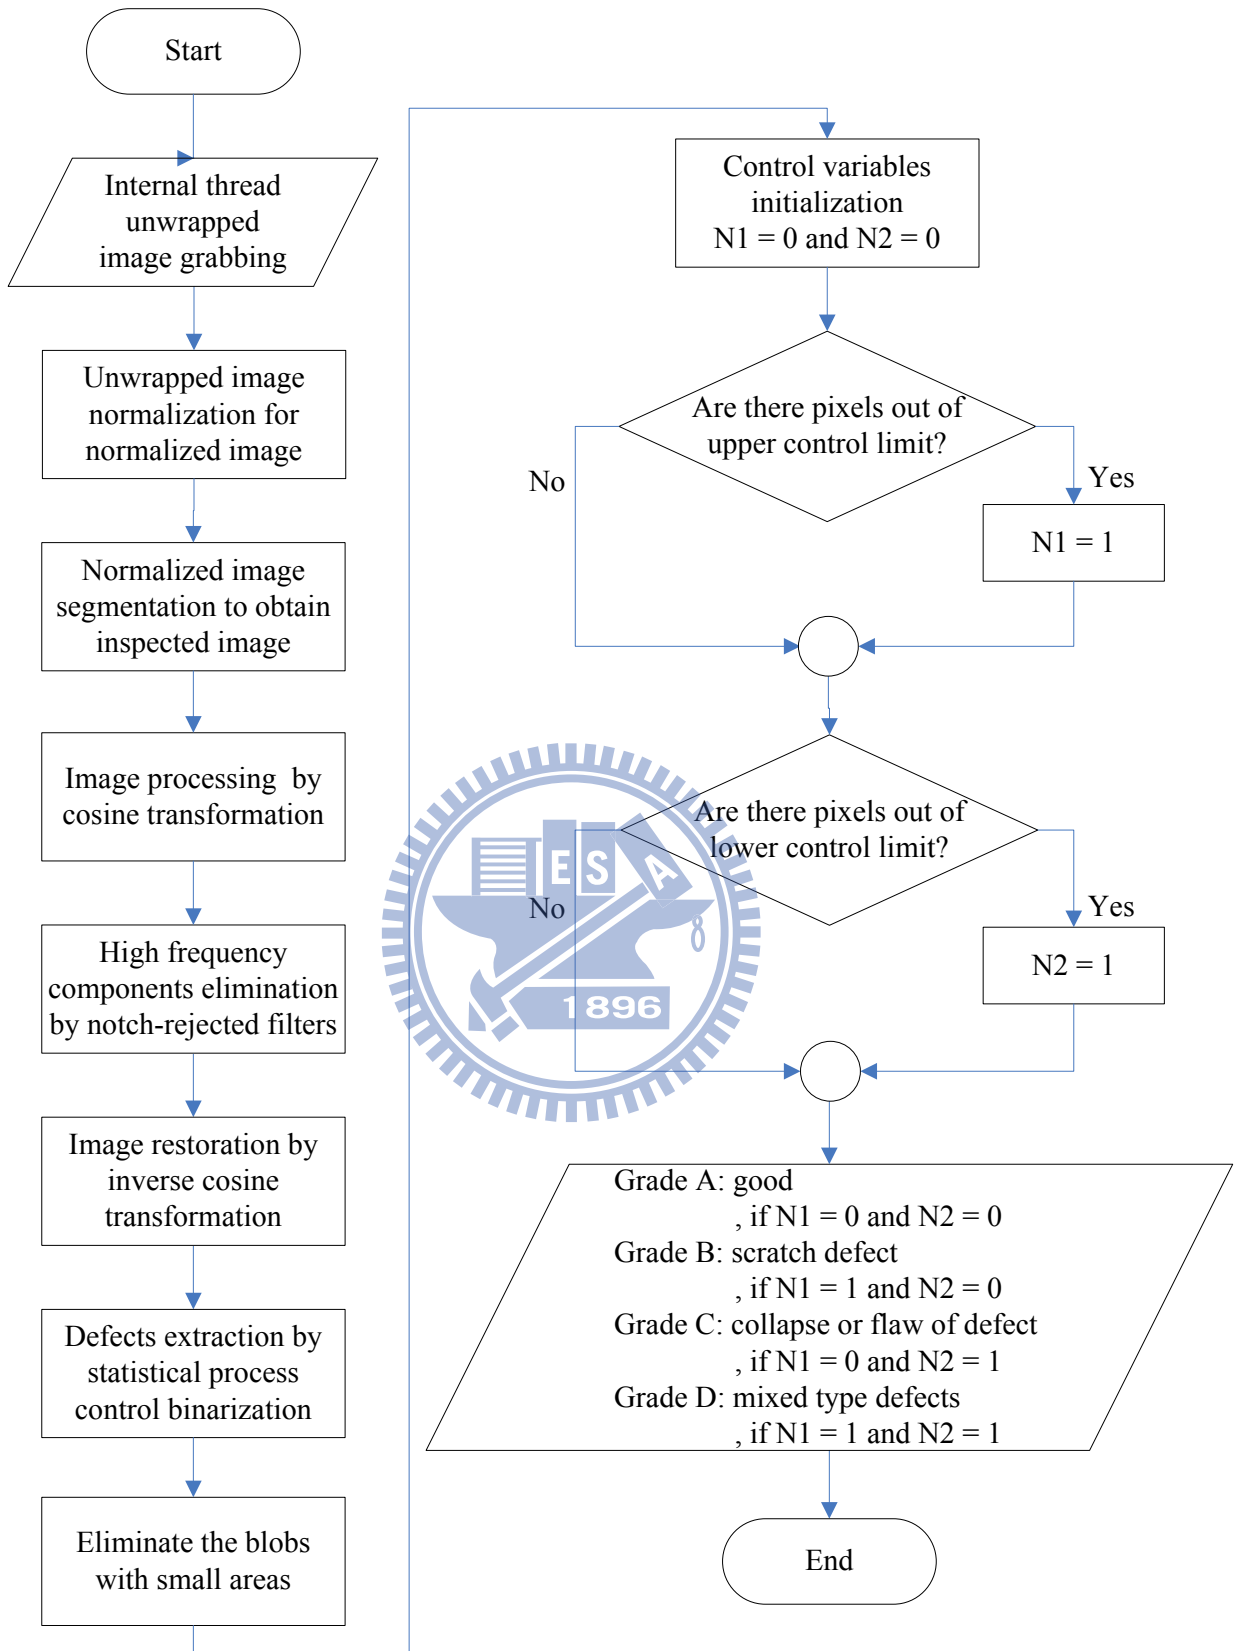 Start
Internal thread
unwrapped
image grabbing
Unwrapped image
normalization for
normalized image
Normalized image
segmentation to obtain
inspected image
Image processing by
cosine transformation
High frequency
components elimination
by notch-rejected filters
Image restoration by
inverse cosine
transformation
Defects extraction by
statistical process
control binarization
Eliminate the blobs
with small areas
Control variables
initialization
N1 = 0 and N2 = 0
Are there pixels out of
upper control limit?
No
Yes
N1 = 1
Are there pixels out of
lower control limit?
No
Yes
N2 = 1
E S A
1896
Grade A: good
, if N1 = 0 and N2 = 0
Grade B: scratch defect
, if N1 = 1 and N2 = 0
Grade C: collapse or flaw of defect
, if N1 = 0 and N2 = 1
Grade D: mixed type defects
, if N1 = 1 and N2 = 1
End